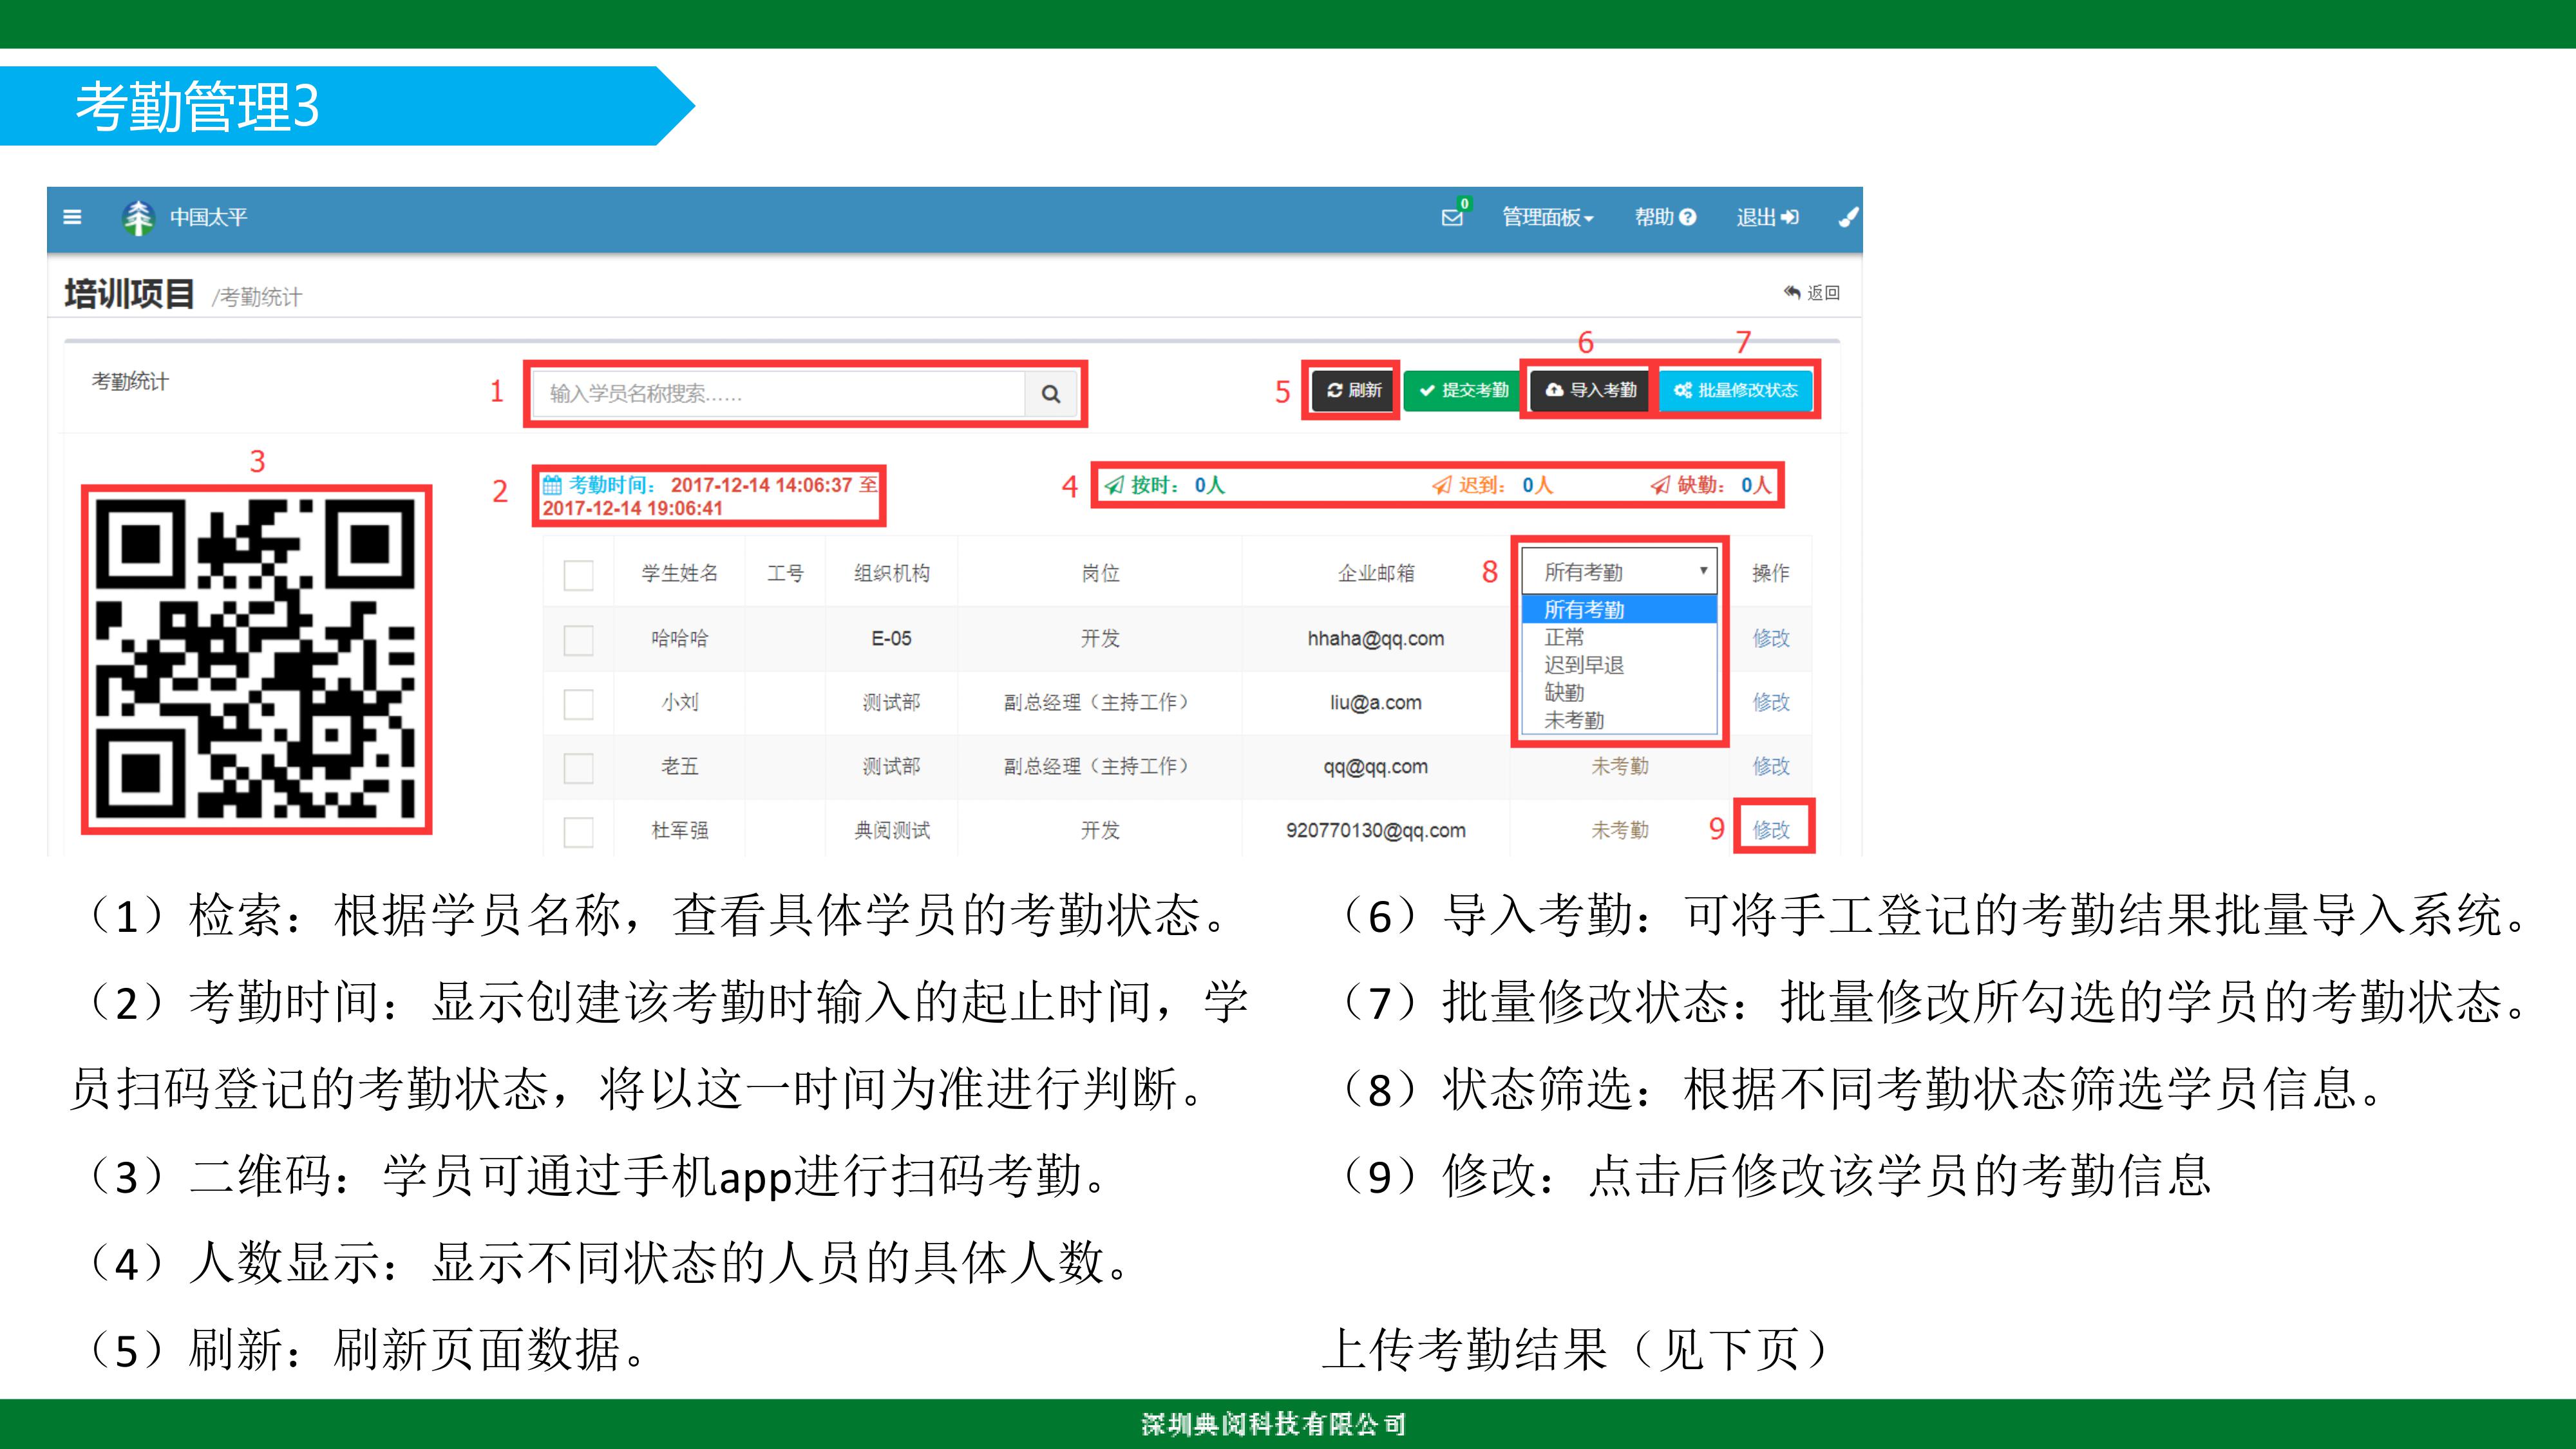 考勤管理3
中国太平
0
管理面板
帮助
退出
培训项目 /考勤统计
返回
6
7
考勤统计
1
输入学员名称搜索……
5
刷新
提交考勤
导入考勤
批量修改状态
3
2
考勤时间： 2017-12-14 14:06:37 至
2017-12-14 19:06:41
4
按时： 0人
迟到： 0人
缺勤： 0人
学生姓名 工号 组织机构 岗位 企业邮箱 8 所有考勤 操作
所有考勤
正常
迟到早退
缺勤
未考勤
哈哈哈 E-05 开发 hhaha@qq.com 修改
小刘 测试部 副总经理（主持工作） liu@a.com 修改
老五 测试部 副总经理（主持工作） qq@qq.com 未考勤 修改
杜军强 典阅测试 开发 920770130@qq.com 未考勤 9 修改
（1）检索：根据学员名称，查看具体学员的考勤状态。
（2）考勤时间：显示创建该考勤时输入的起止时间，学
员扫码登记的考勤状态，将以这一时间为准进行判断。
（3）二维码：学员可通过手机app进行扫码考勤。
（4）人数显示：显示不同状态的人员的具体人数。
（5）刷新：刷新页面数据。
（6）导入考勤：可将手工登记的考勤结果批量导入系统。
（7）批量修改状态：批量修改所勾选的学员的考勤状态。
（8）状态筛选：根据不同考勤状态筛选学员信息。
（9）修改：点击后修改该学员的考勤信息
上传考勤结果（见下页）
深圳典阅科技有限公司